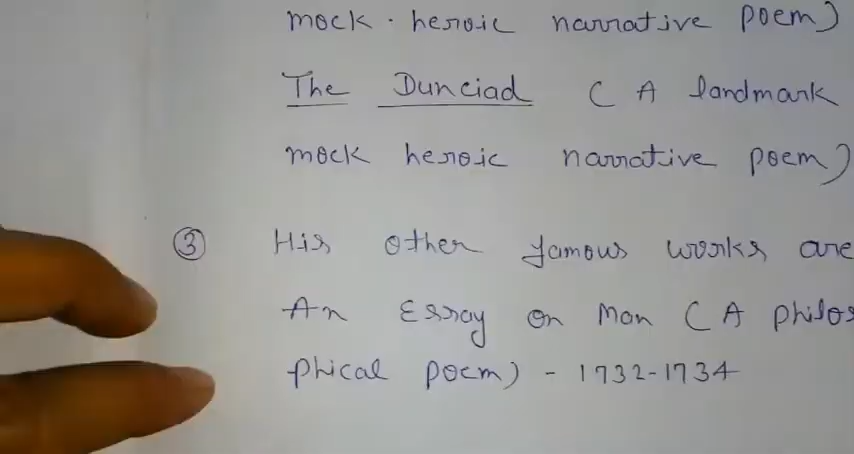 mock-heroic narrative poem)
The Dunciad (A landmark
mock heroic narrative poem)
③ His other famous works are
An Essay on Man (A philos
phical poem) - 1732-1734